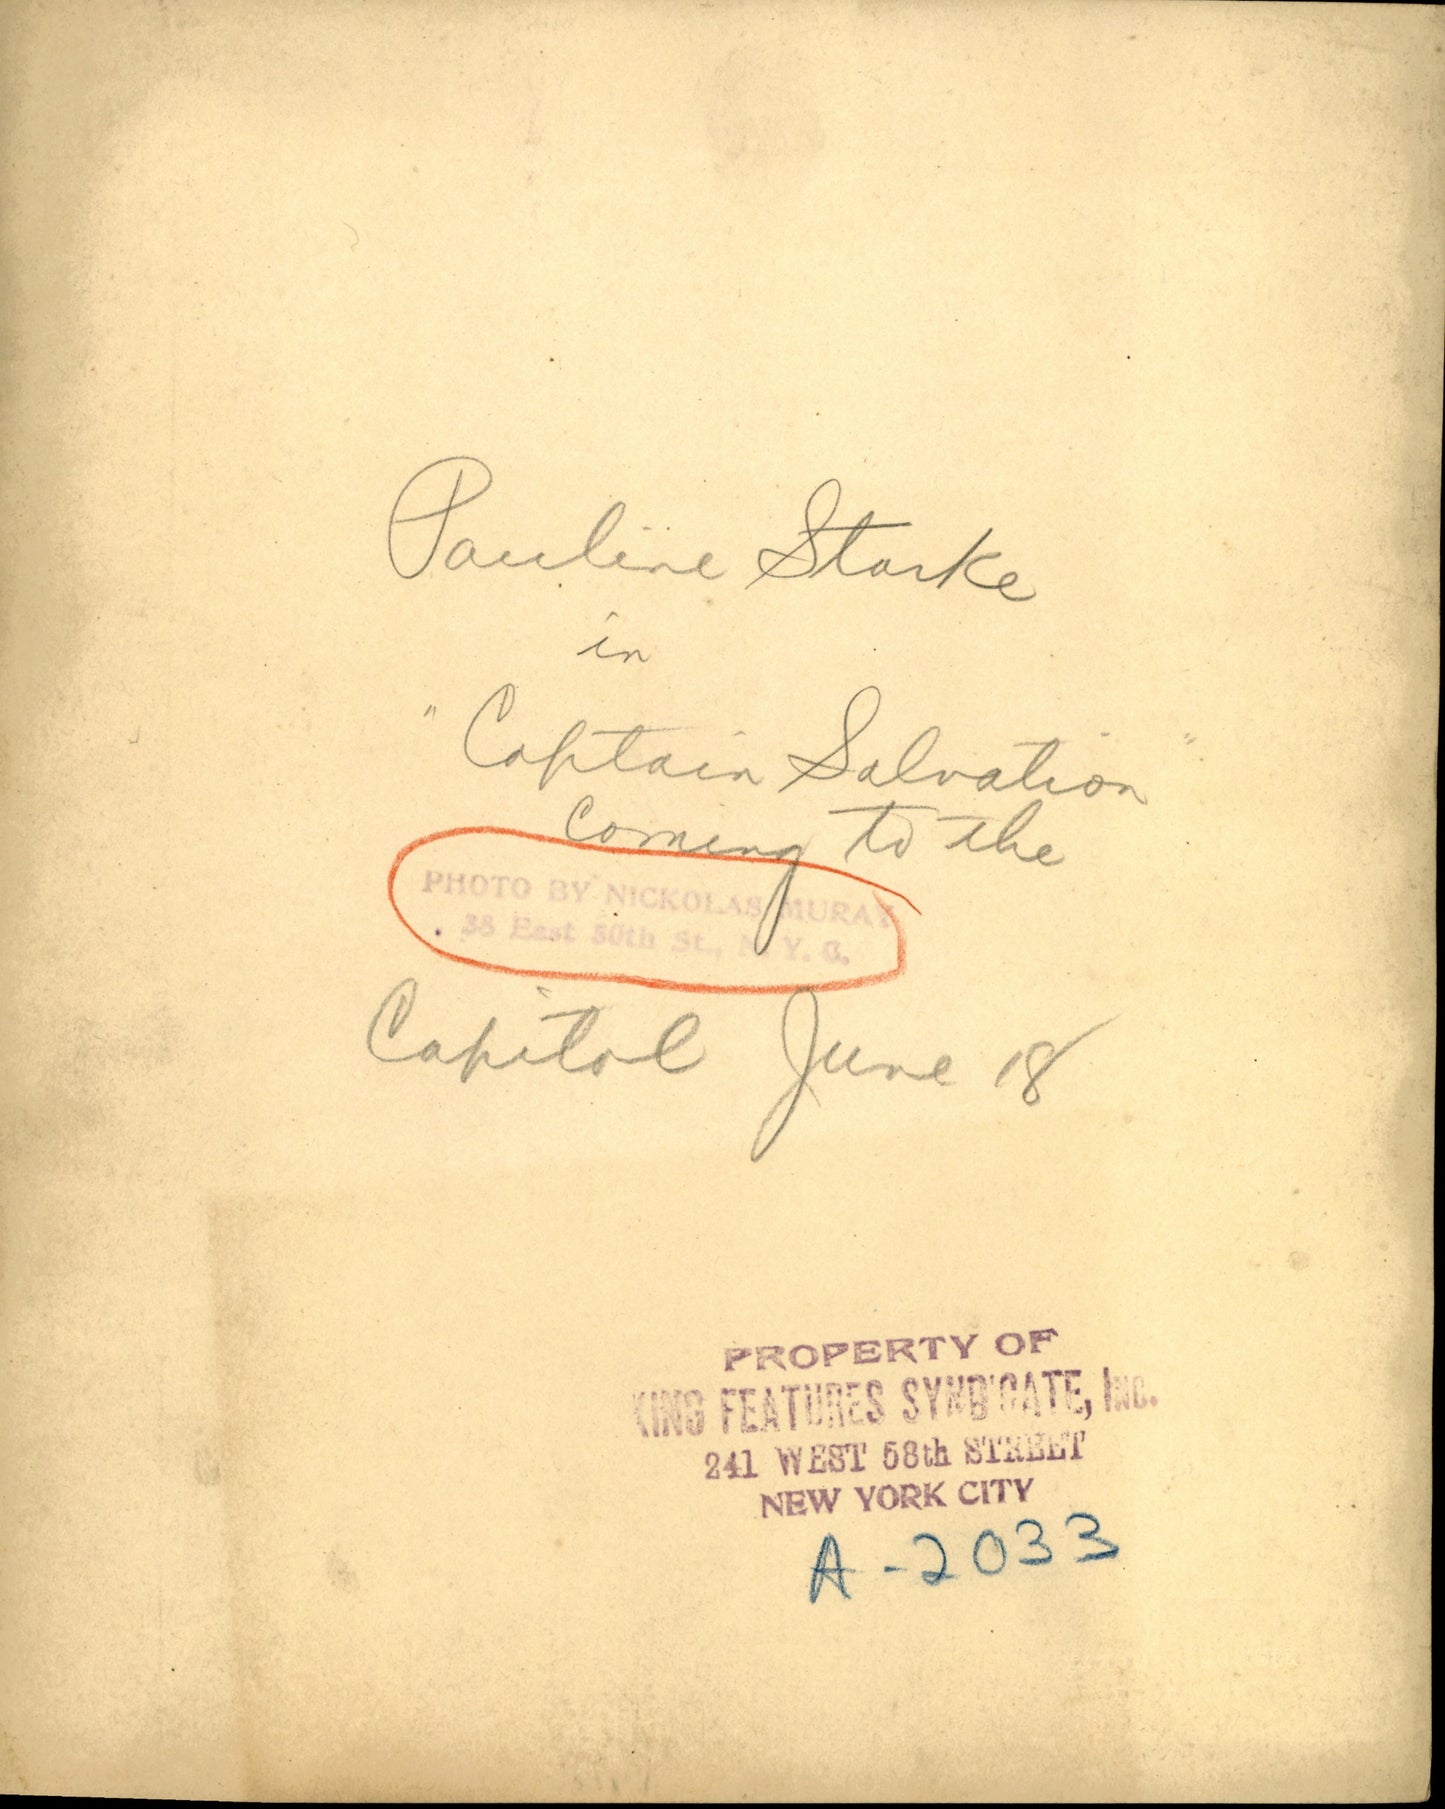 Pauline Starke
in
"Captain Salvation"
coming to the
PHOTO BY NICKOLAS MURAY
38 East 50th St., N. Y. C.
Capitol June 18
PROPERTY OF
KING FEATURES SYNDICATE, INC.
241 WEST 58th STREET
NEW YORK CITY
A-2033